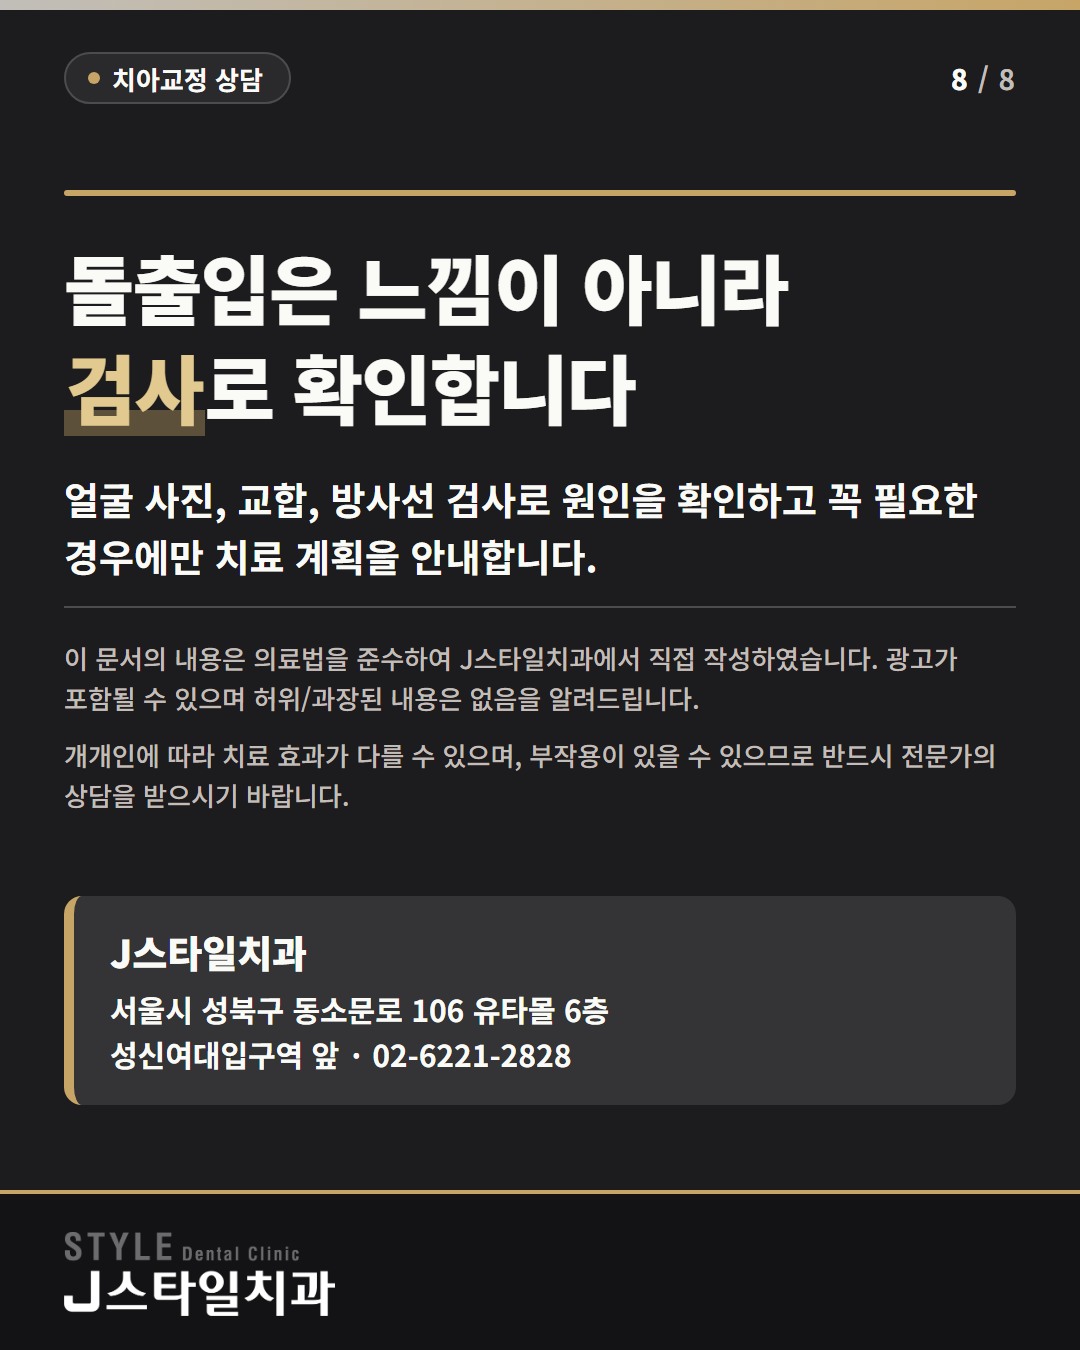 치아교정 상담
8 / 8
돌출입은 느낌이 아니라
검사로 확인합니다
얼굴 사진, 교합, 방사선 검사로 원인을 확인하고 꼭 필요한
경우에만 치료 계획을 안내합니다.
이 문서의 내용은 의료법을 준수하여 J스타일치과에서 직접 작성하였습니다. 광고가
포함될 수 있으며 허위/과장된 내용은 없음을 알려드립니다.
개개인에 따라 치료 효과가 다를 수 있으며, 부작용이 있을 수 있으므로 반드시 전문가의
상담을 받으시기 바랍니다.
J스타일치과
서울시 성북구 동소문로 106 유타몰 6층
성신여대입구역 앞 · 02-6221-2828
STYLE Dental Clinic
J스타일치과